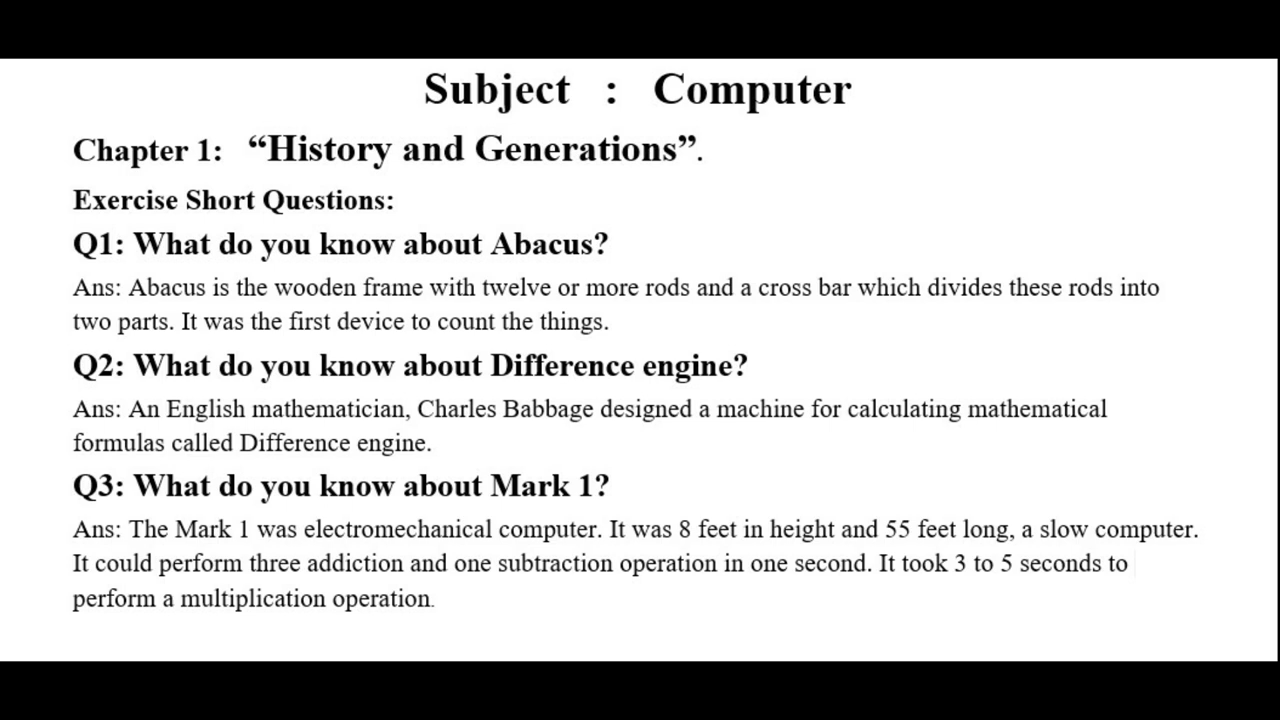 Subject : Computer
Chapter 1: “History and Generations”.
Exercise Short Questions:
Q1: What do you know about Abacus?
Ans: Abacus is the wooden frame with twelve or more rods and a cross bar which divides these rods into
two parts. It was the first device to count the things.
Q2: What do you know about Difference engine?
Ans: An English mathematician, Charles Babbage designed a machine for calculating mathematical
formulas called Difference engine.
Q3: What do you know about Mark 1?
Ans: The Mark 1 was electromechanical computer. It was 8 feet in height and 55 feet long, a slow computer.
It could perform three addiction and one subtraction operation in one second. It took 3 to 5 seconds to
perform a multiplication operation.